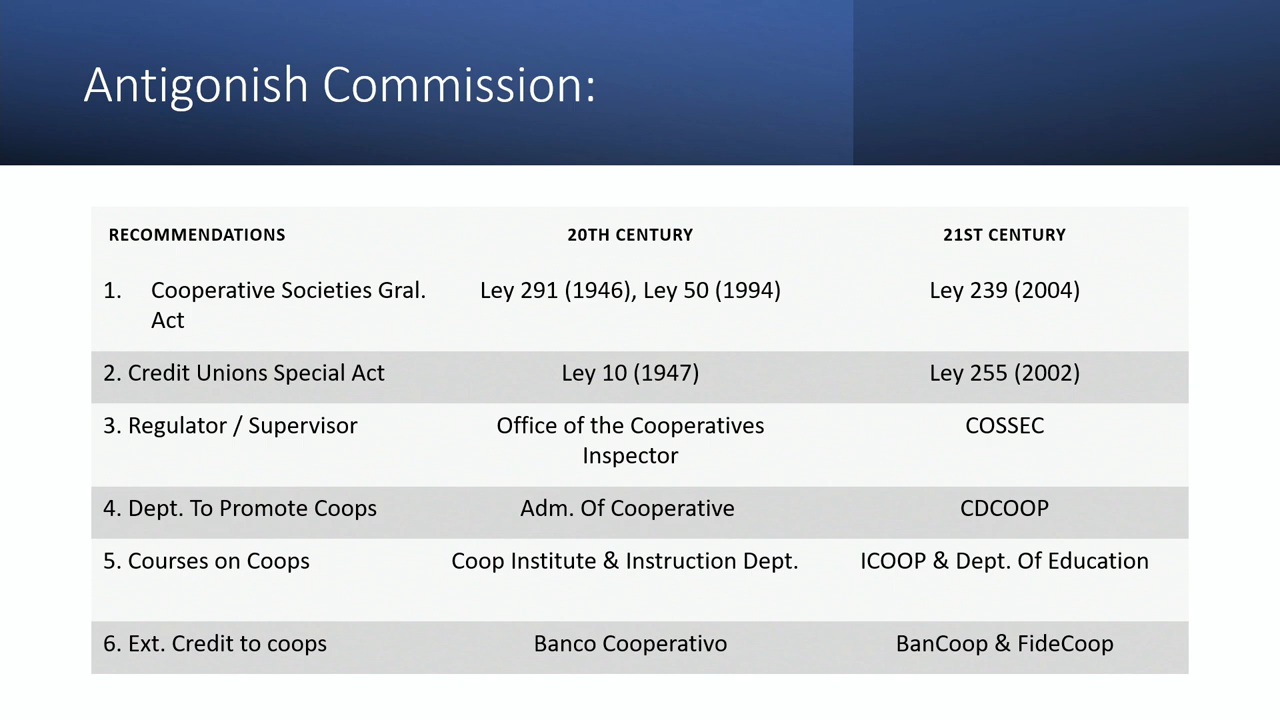 Antigonish Commission:
RECOMMENDATIONS 20TH CENTURY 21ST CENTURY
1. Cooperative Societies Gral. Ley 291 (1946), Ley 50 (1994) Ley 239 (2004)
Act
2. Credit Unions Special Act Ley 10 (1947) Ley 255 (2002)
3. Regulator / Supervisor Office of the Cooperatives COSSEC
Inspector
4. Dept. To Promote Coops Adm. Of Cooperative CDCOOP
5. Courses on Coops Coop Institute & Instruction Dept. ICOOP & Dept. Of Education
6. Ext. Credit to coops Banco Cooperativo BanCoop & FideCoop